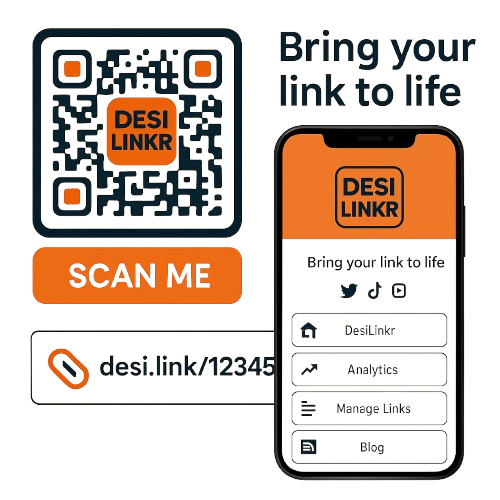 Bring your
link to life
DESI
LINKR
SCAN ME
desi.link/12345
DESI
LINKR
Bring your link to life
DesiLinkr
Analytics
Manage Links
Blog